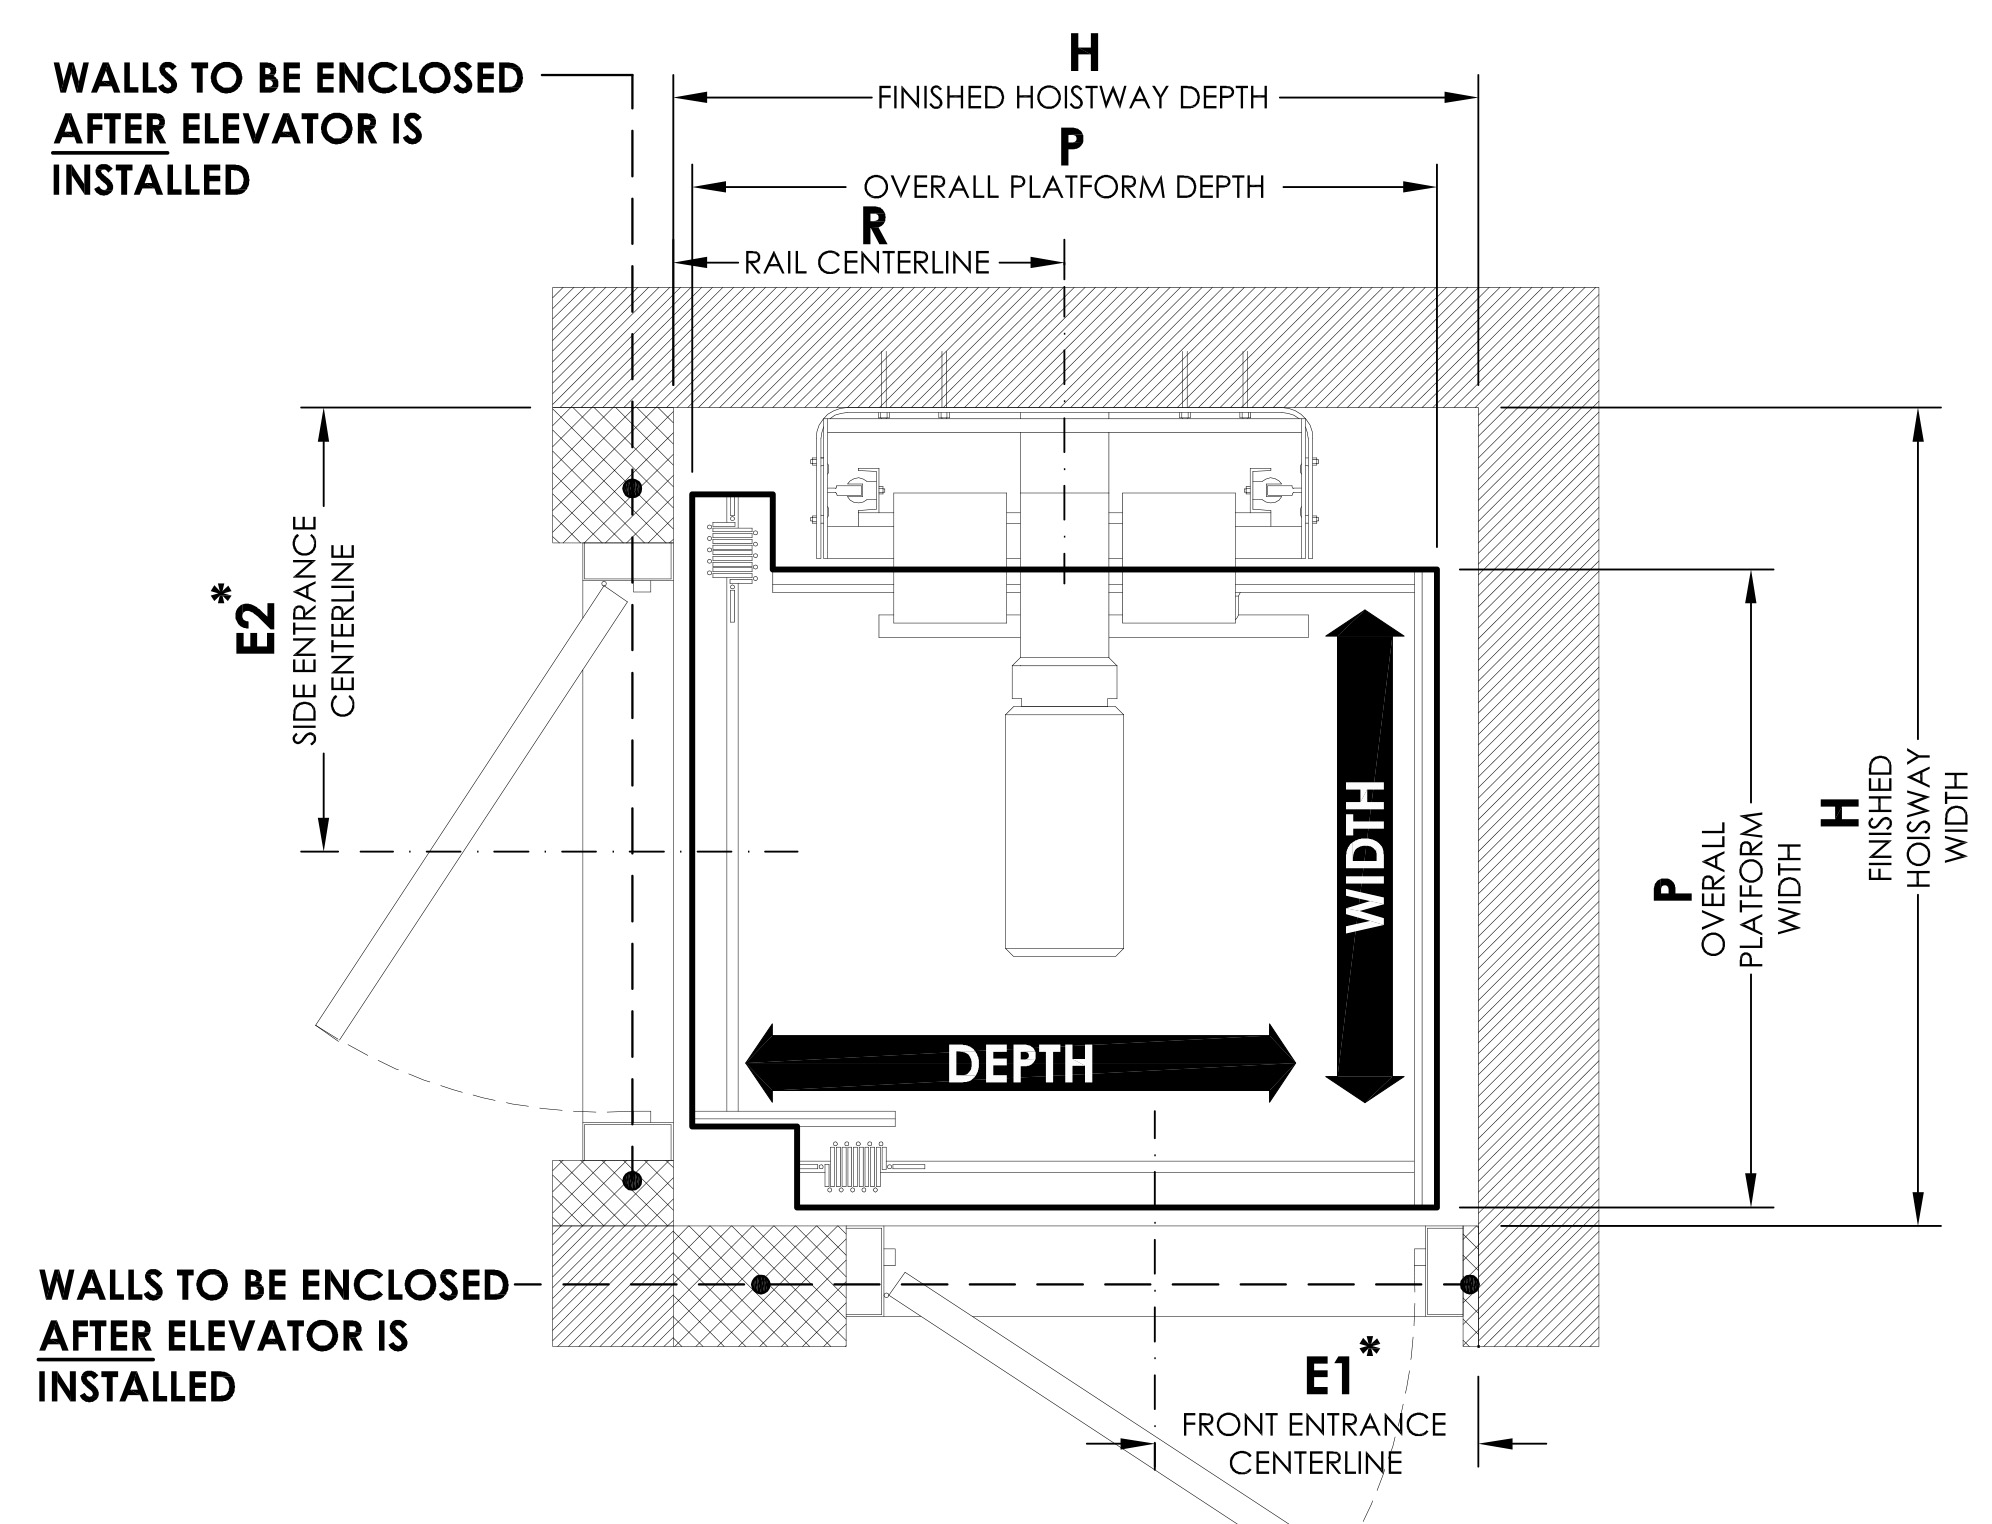 WALLS TO BE ENCLOSED
AFTER ELEVATOR IS
INSTALLED
H
FINISHED HOISTWAY DEPTH
P
OVERALL PLATFORM DEPTH
R
RAIL CENTERLINE
E2*
SIDE ENTRANCE
CENTERLINE
WIDTH
DEPTH
P
OVERALL
PLATFORM
WIDTH
H
FINISHED
HOISWAY
WIDTH
WALLS TO BE ENCLOSED
AFTER ELEVATOR IS
INSTALLED
E1*
FRONT ENTRANCE
CENTERLINE